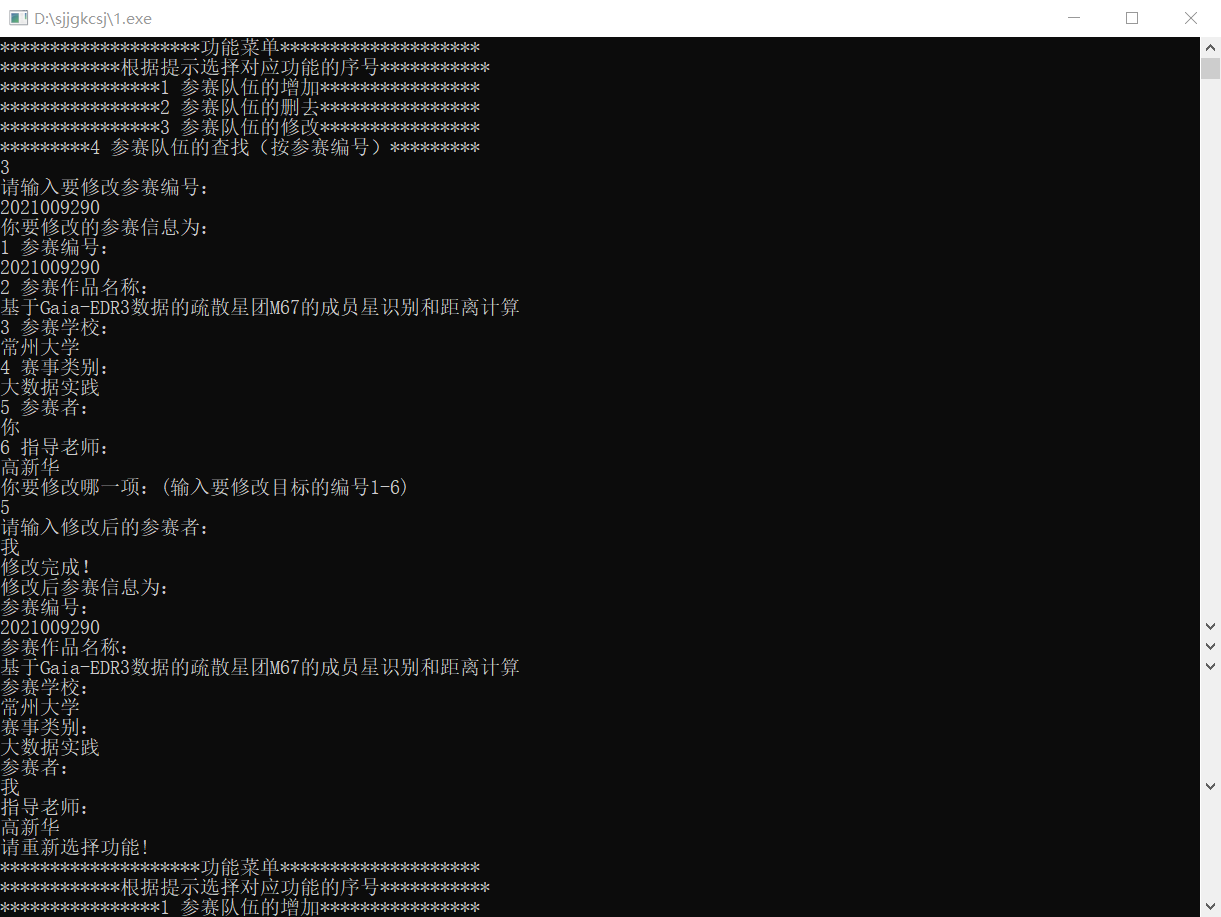 D:\sjjgkcsj\1.exe
********************功能菜单********************
************根据提示选择对应功能的序号***********
****************1 参赛队伍的增加****************
****************2 参赛队伍的删去****************
****************3 参赛队伍的修改****************
*********4 参赛队伍的查找（按参赛编号）*********
3
请输入要修改参赛编号：
2021009290
你要修改的参赛信息为：
1 参赛编号：
2021009290
2 参赛作品名称：
基于Gaia-EDR3数据的疏散星团M67的成员星识别和距离计算
3 参赛学校：
常州大学
4 赛事类别：
大数据实践
5 参赛者：
你
6 指导老师：
高新华
你要修改哪一项：(输入要修改目标的编号1-6)
5
请输入修改后的参赛者：
我
修改完成！
修改后参赛信息为：
参赛编号：
2021009290
参赛作品名称：
基于Gaia-EDR3数据的疏散星团M67的成员星识别和距离计算
参赛学校：
常州大学
赛事类别：
大数据实践
参赛者：
我
指导老师：
高新华
请重新选择功能！
********************功能菜单********************
************根据提示选择对应功能的序号***********
****************1 参赛队伍的增加****************